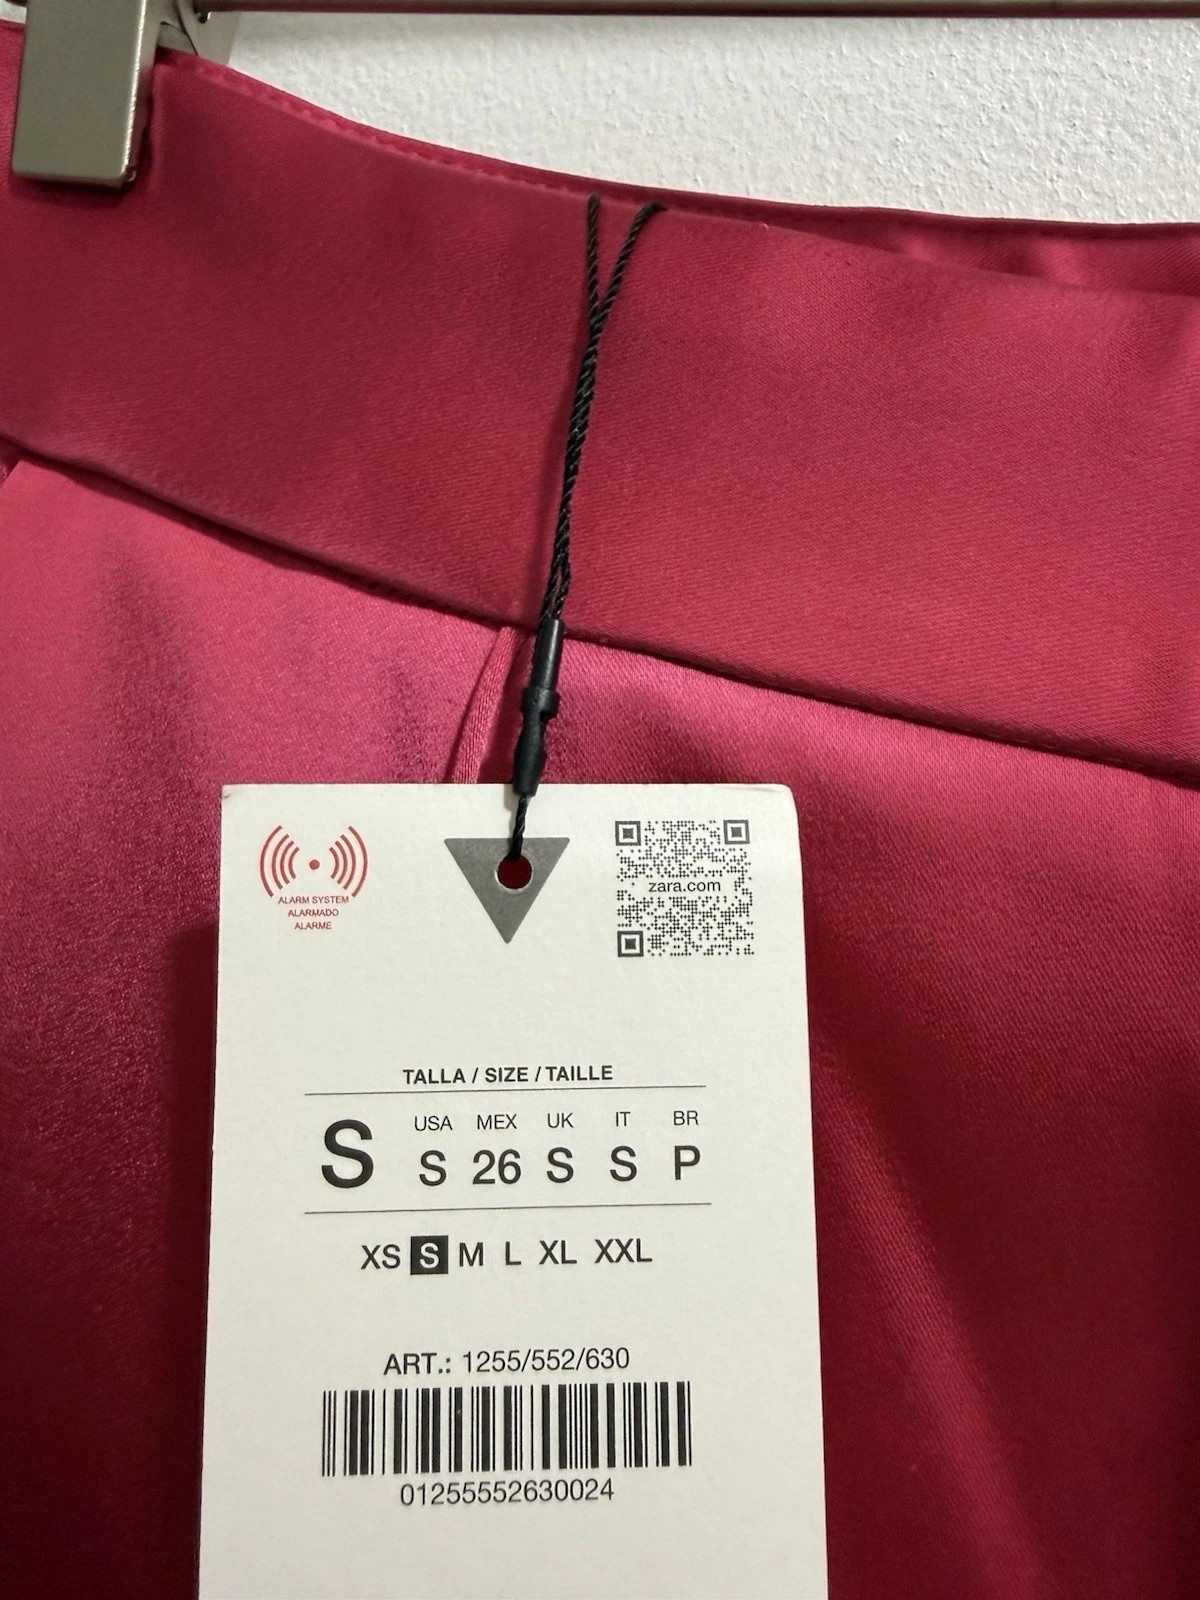 ALARM SYSTEM
ALARMADO
ALARME
zara.com
TALLA / SIZE / TAILLE
USA MEX UK IT BR
S S 26 S S P
XS S M L XL XXL
ART.: 1255/552/630
01255552630024